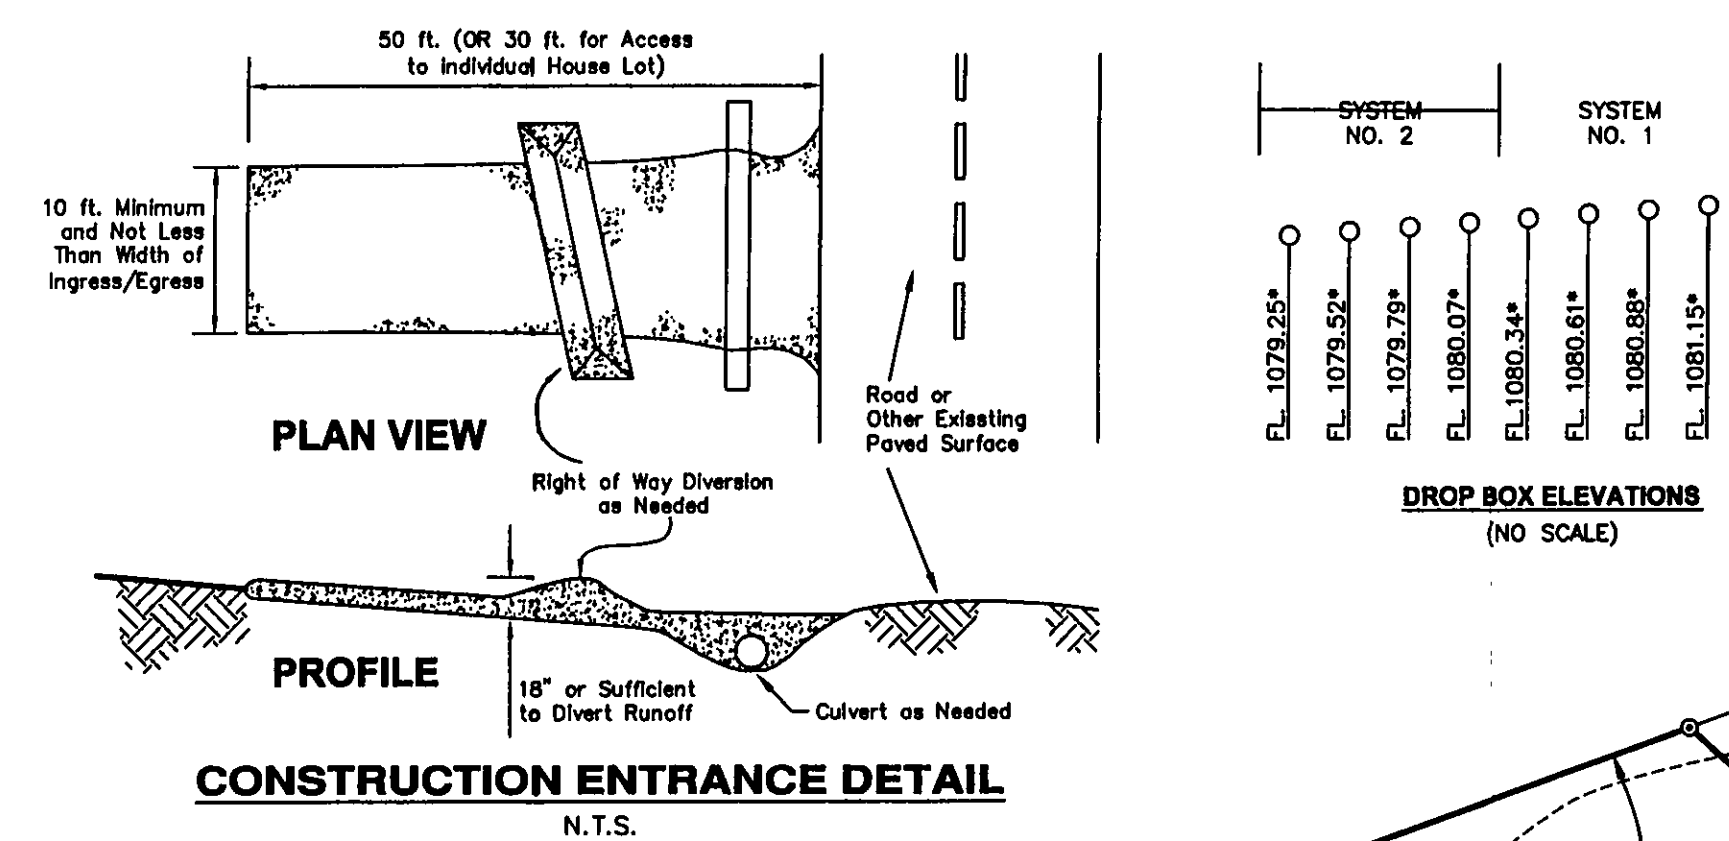 50 ft. (OR 30 ft. for Access
to individual House Lot)
10 ft. Minimum
and Not Less
Than Width of
Ingress/Egress
PLAN VIEW
Right of Way Diversion
as Needed
Road or
Other Exissting
Paved Surface
PROFILE
18" or Sufficient
to Divert Runoff
Culvert as Needed
CONSTRUCTION ENTRANCE DETAIL
N.T.S.
SYSTEM
NO. 2
SYSTEM
NO. 1
FL. 1079.25*
FL. 1079.52*
FL. 1079.79*
FL. 1080.07*
FL.1080.34*
FL. 1080.61*
FL. 1080.88*
FL. 1081.15*
DROP BOX ELEVATIONS
(NO SCALE)